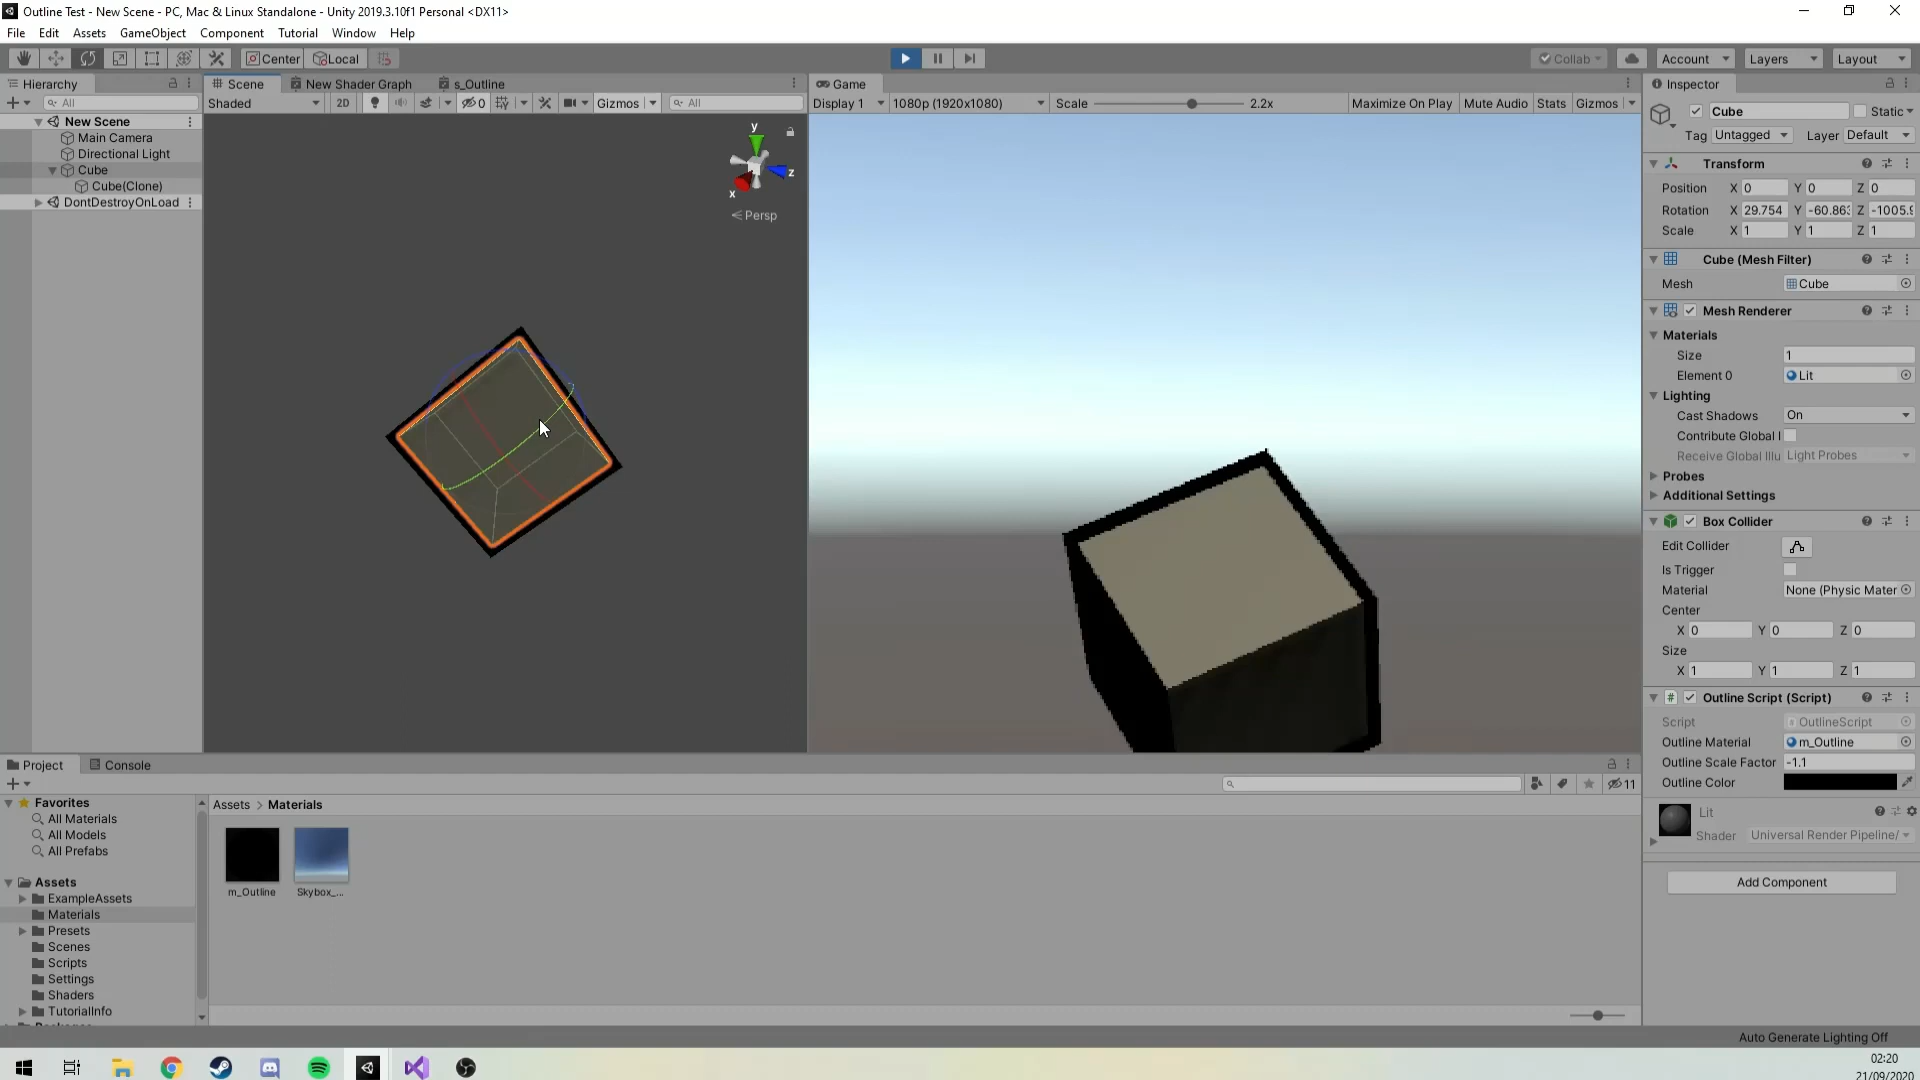 Outline Test - New Scene - PC, Mac & Linux Standalone - Unity 2019.3.10f1 Personal <DX11>
File Edit Assets GameObject Component Tutorial Window Help
Center Local Collab Account Layers Layout
Hierarchy Scene New Shader Graph s_Outline Game Inspector
All Shaded 2D 0 Gizmos All Display 1 1080p (1920x1080) Scale 2.2x Maximize On Play Mute Audio Stats Gizmos
Cube Static
New Scene
Main Camera
Directional Light
Cube
Cube(Clone)
DontDestroyOnLoad
y
z
x
Persp
Tag Untagged Layer Default
Transform
Position X 0 Y 0 Z 0
Rotation X 29.754 Y -60.863 Z -1005.9
Scale X 1 Y 1 Z 1
Cube (Mesh Filter)
Mesh Cube
Mesh Renderer
Materials
Size 1
Element 0 Lit
Lighting
Cast Shadows On
Contribute Global I
Receive Global Illu Light Probes
Probes
Additional Settings
Box Collider
Edit Collider
Is Trigger
Material None (Physic Mater
Center
X 0 Y 0 Z 0
Size
X 1 Y 1 Z 1
Outline Script (Script)
Script OutlineScript
Outline Material m_Outline
Outline Scale Factor -1.1
Outline Color
Lit
Shader Universal Render Pipeline/
Add Component
Project Console
11
Favorites
All Materials
All Models
All Prefabs
Assets
ExampleAssets
Materials
Presets
Scenes
Scripts
Settings
Shaders
TutorialInfo
Assets > Materials
m_Outline Skybox_...
Auto Generate Lighting Off
02:20
21/09/2020